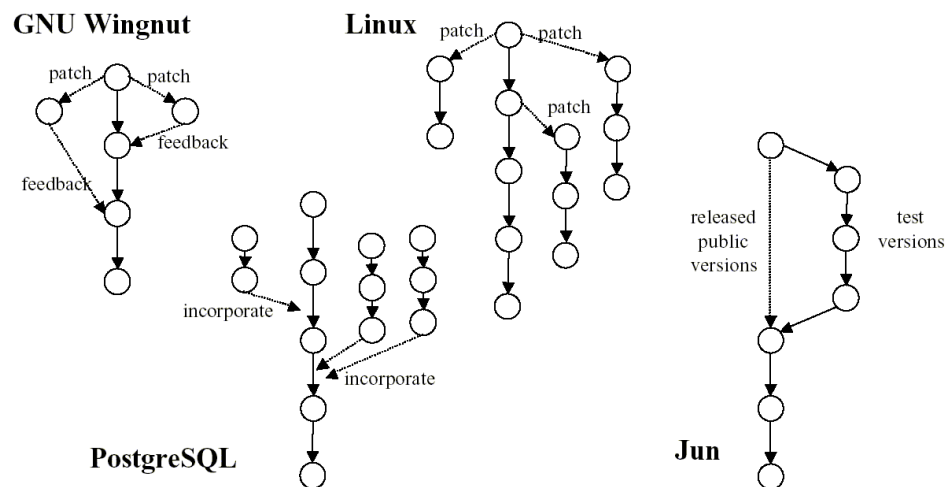 GNU Wingnut
patch
patch
feedback
feedback
Linux
patch
patch
patch
incorporate
incorporate
PostgreSQL
released
public
versions
test
versions
Jun